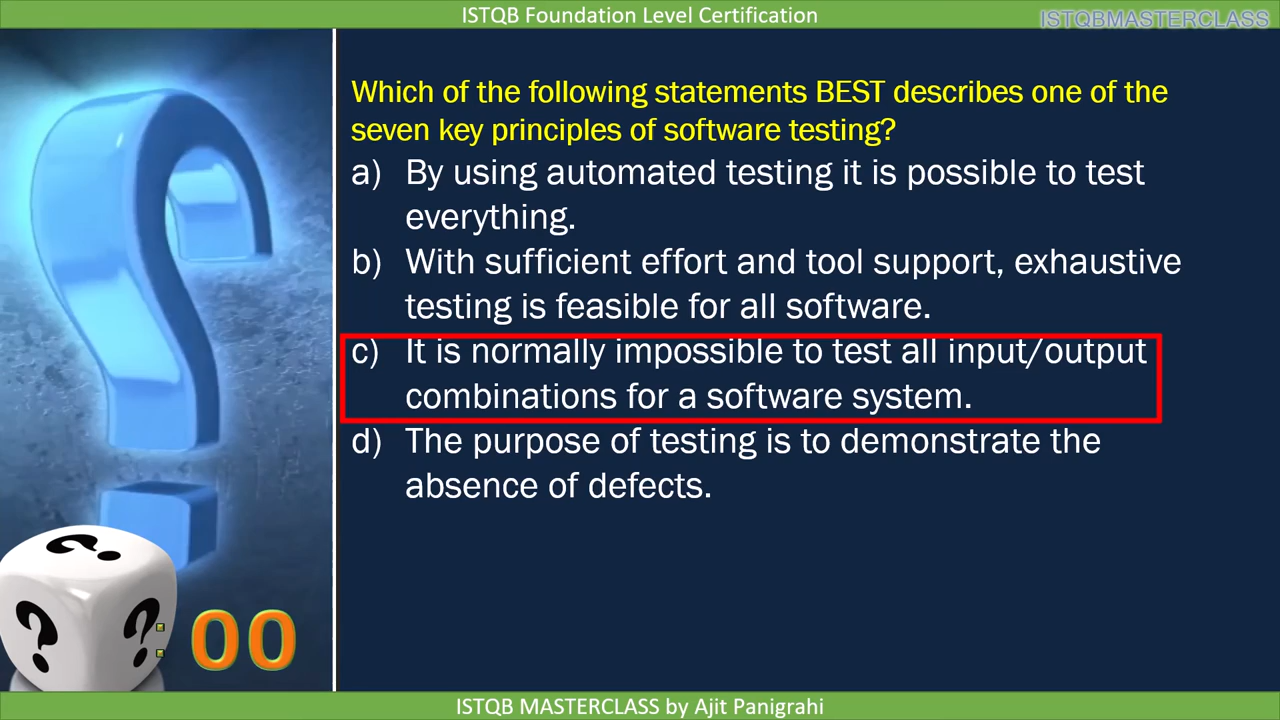 ISTQB Foundation Level Certification
ISTQBMASTERCLASS
Which of the following statements BEST describes one of the
seven key principles of software testing?
a) By using automated testing it is possible to test
everything.
b) With sufficient effort and tool support, exhaustive
testing is feasible for all software.
c) It is normally impossible to test all input/output
combinations for a software system.
d) The purpose of testing is to demonstrate the
absence of defects.
: 00
ISTQB MASTERCLASS by Ajit Panigrahi